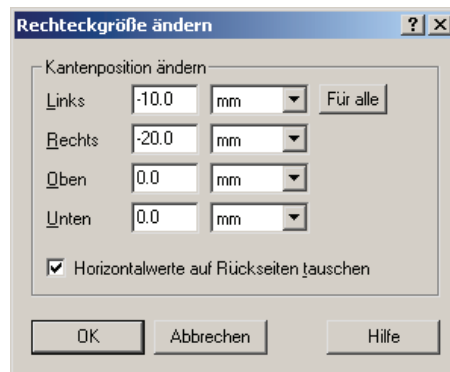 Rechteckgröße ändern
Kantenposition ändern
Links -10.0 mm Für alle
Rechts -20.0 mm
Oben 0.0 mm
Unten 0.0 mm
Horizontalwerte auf Rückseiten tauschen
OK Abbrechen Hilfe